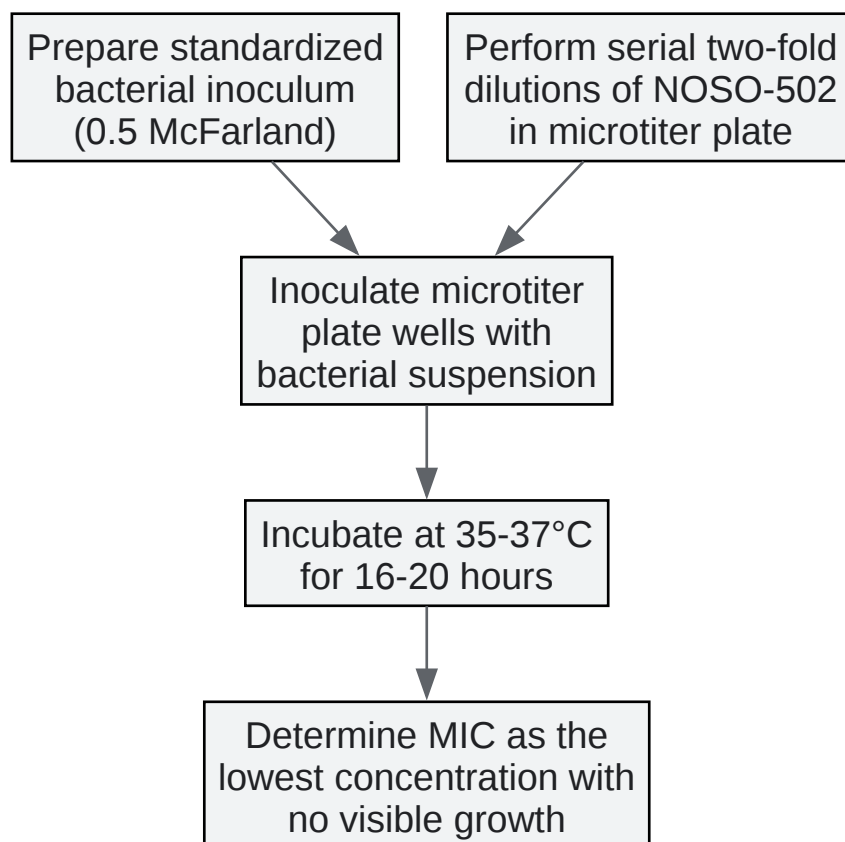 Prepare standardized
bacterial inoculum
(0.5 McFarland)
Perform serial two-fold
dilutions of NOSO-502
in microtiter plate
Inoculate microtiter
plate wells with
bacterial suspension
Incubate at 35-37°C
for 16-20 hours
Determine MIC as the
lowest concentration with
no visible growth